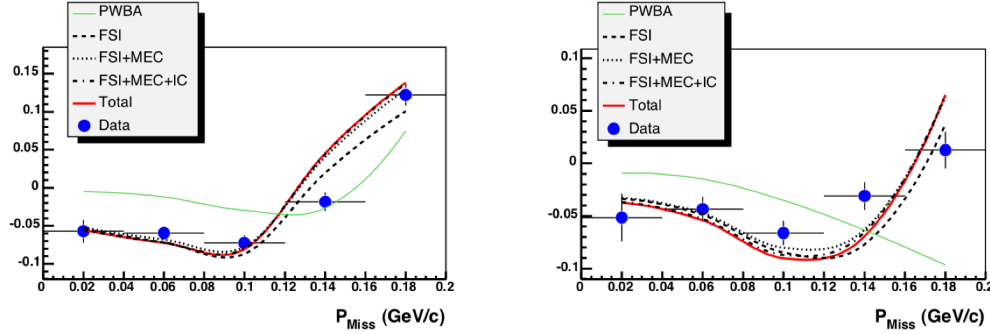 PWBA
FSI
FSI+MEC
FSI+MEC+IC
Total
Data
0.15
0.1
0.05
0
-0.05
-0.1
0 0.02 0.04 0.06 0.08 0.1 0.12 0.14 0.16 0.18 0.2
P Miss (GeV/c)
PWBA
FSI
FSI+MEC
FSI+MEC+IC
Total
Data
0.1
0.05
0
-0.05
-0.1
0 0.02 0.04 0.06 0.08 0.1 0.12 0.14 0.16 0.18 0.2
P Miss (GeV/c)